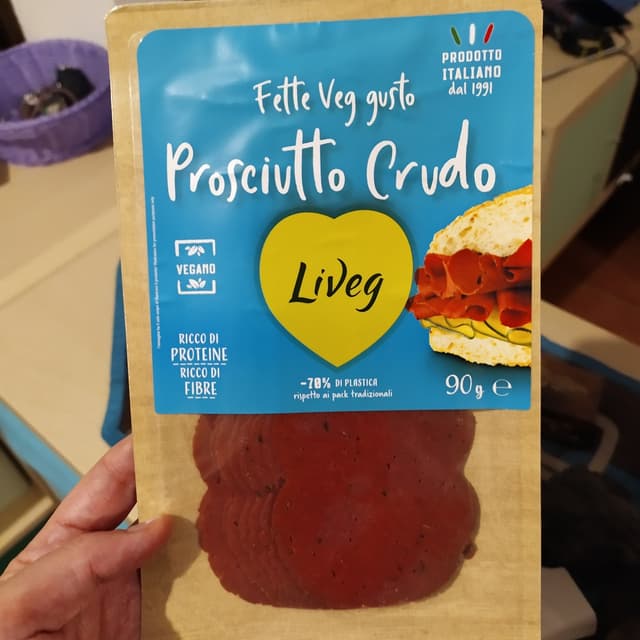 PRODOTTO
ITALIANO
dal 1991
Fette Veg gusto
Prosciutto Crudo
VEGANO
LiVeg
RICCO DI
PROTEINE
RICCO DI
FIBRE
-70% DI PLASTICA
rispetto ai pack tradizionali
90g e